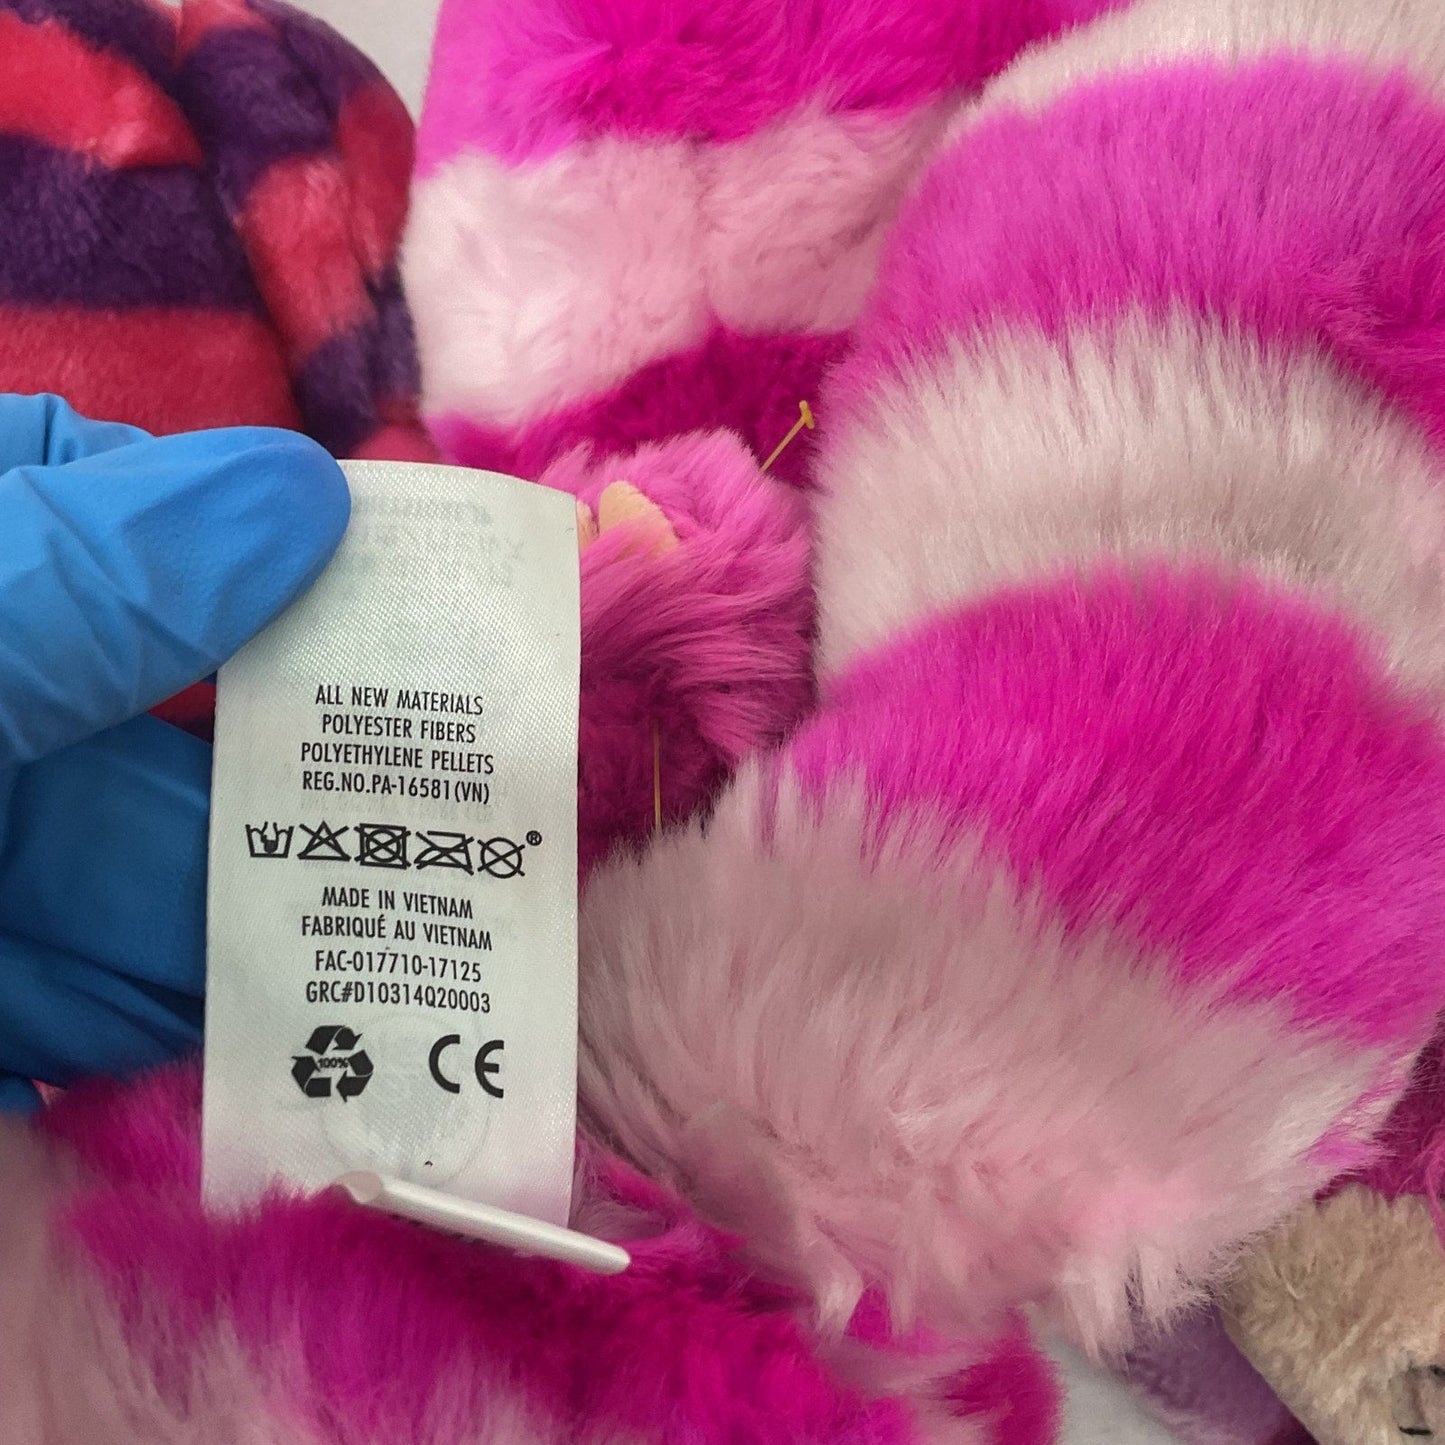 ALL NEW MATERIALS
POLYESTER FIBERS
POLYETHYLENE PELLETS
REG.NO.PA-16581(VN)
®
MADE IN VIETNAM
FABRIQUÉ AU VIETNAM
FAC-017710-17125
GRC#D10314Q20003
100%
CE